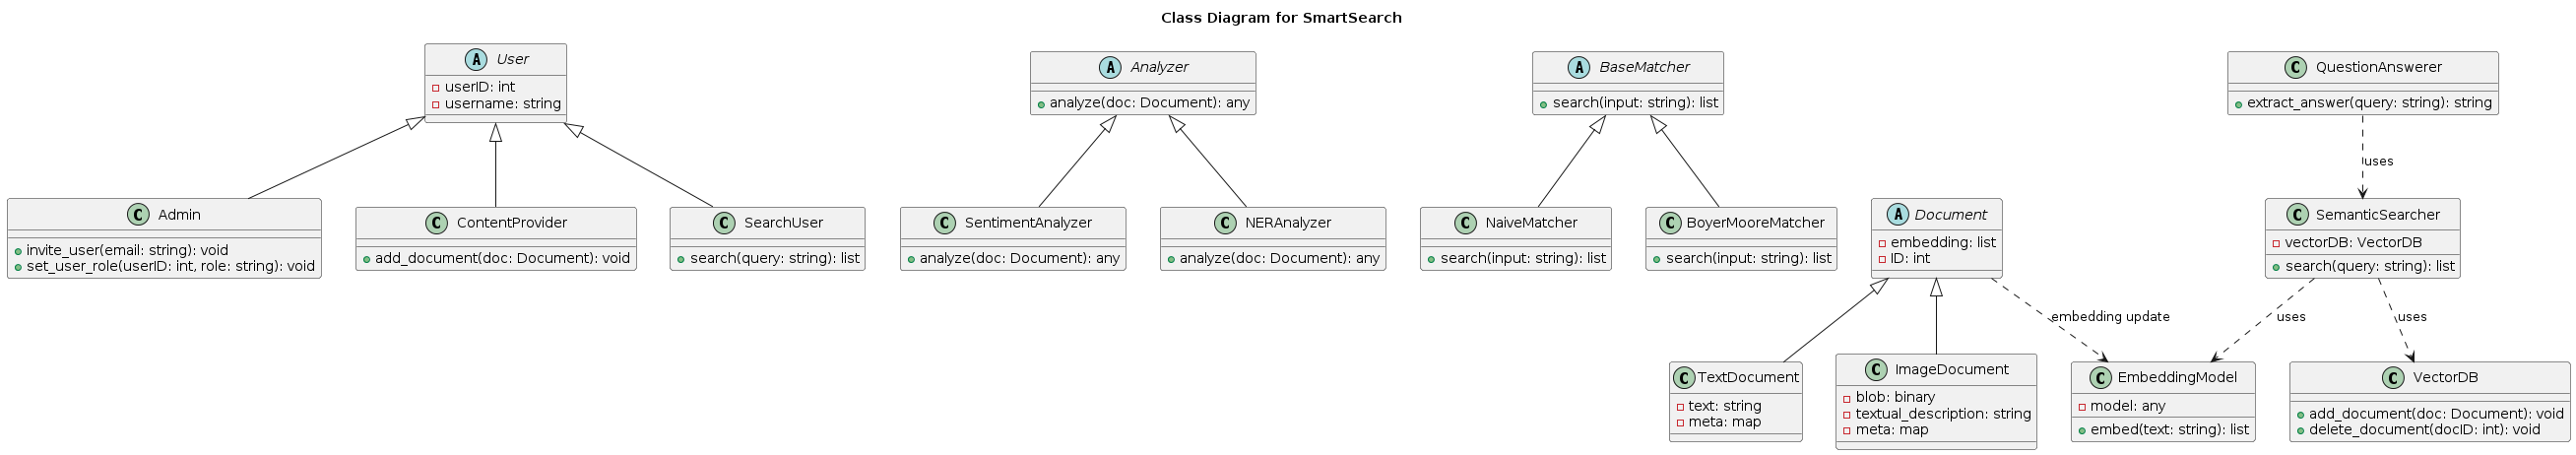 Class Diagram for SmartSearch
A User
userID: int
username: string
A Analyzer
analyze(doc: Document): any
A BaseMatcher
search(input: string): list
C QuestionAnswerer
extract_answer(query: string): string
uses
C Admin
invite_user(email: string): void
set_user_role(userID: int, role: string): void
C ContentProvider
add_document(doc: Document): void
C SearchUser
search(query: string): list
C SentimentAnalyzer
analyze(doc: Document): any
C NERAnalyzer
analyze(doc: Document): any
C NaiveMatcher
search(input: string): list
C BoyerMooreMatcher
search(input: string): list
A Document
embedding: list
ID: int
C SemanticSearcher
vectorDB: VectorDB
search(query: string): list
embedding update
uses
uses
C TextDocument
text: string
meta: map
C ImageDocument
blob: binary
textual_description: string
meta: map
C EmbeddingModel
model: any
embed(text: string): list
C VectorDB
add_document(doc: Document): void
delete_document(docID: int): void